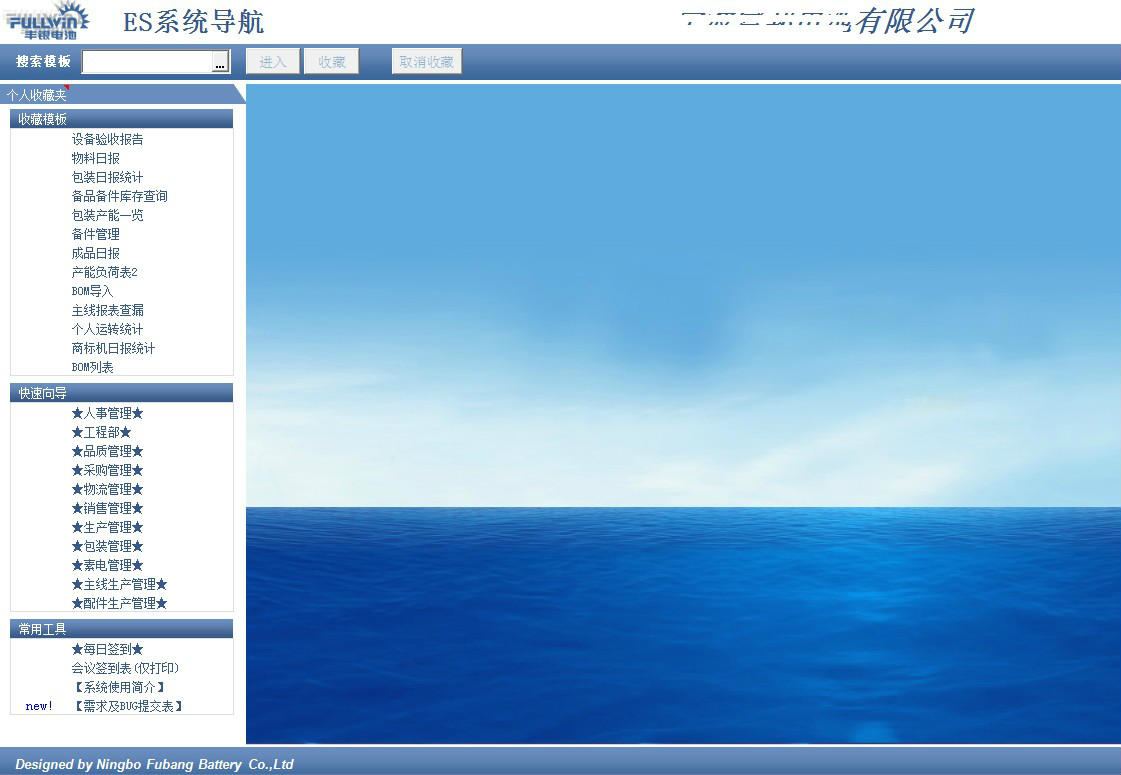 FULLWIN
丰银电池
ES系统导航
有限公司
搜索模板
...
进入
收藏
取消收藏
个人收藏夹
收藏模板
设备验收报告
物料日报
包装日报统计
备品备件库存查询
包装产能一览
备件管理
成品日报
产能负荷表2
BOM导入
主线报表查漏
个人运转统计
商标机日报统计
BOM列表
快速向导
★人事管理★
★工程部★
★品质管理★
★采购管理★
★物流管理★
★销售管理★
★生产管理★
★包装管理★
★素电管理★
★主线生产管理★
★配件生产管理★
常用工具
★每日签到★
会议签到表(仅打印)
【系统使用简介】
new! 【需求及BUG提交表】
Designed by Ningbo Fubang Battery Co.,Ltd